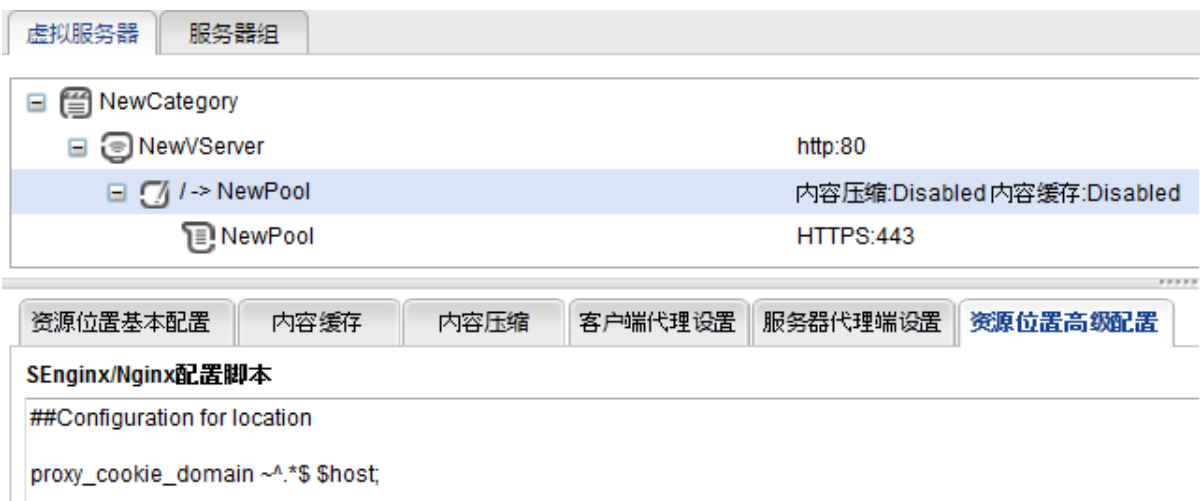 虚拟服务器 服务器组
NewCategory
NewVServer http:80
/ -> NewPool 内容压缩:Disabled 内容缓存:Disabled
NewPool HTTPS:443
资源位置基本配置 内容缓存 内容压缩 客户端代理设置 服务器代理端设置 资源位置高级配置
SEnginx/Nginx配置脚本
##Configuration for location
proxy_cookie_domain ~^.*$ $host;